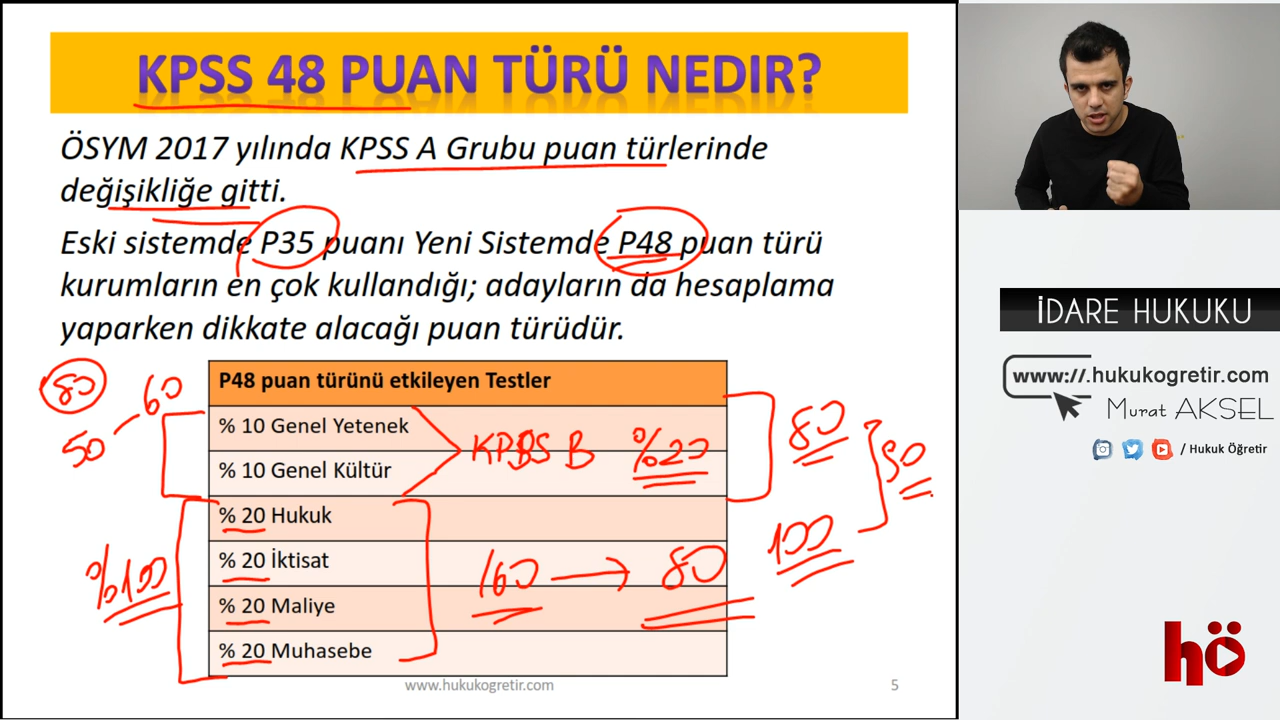 KPSS 48 PUAN TÜRÜ NEDIR?
ÖSYM 2017 yılında KPSS A Grubu puan türlerinde
değişikliğe gitti.
Eski sistemde P35 puanı Yeni Sistemde P48 puan türü
kurumların en çok kullandığı; adayların da hesaplama
yaparken dikkate alacağı puan türüdür.
P48 puan türünü etkileyen Testler
% 10 Genel Yetenek
% 10 Genel Kültür
% 20 Hukuk
% 20 İktisat
% 20 Maliye
% 20 Muhasebe
80
60
50
%100
KPSS B
%20
160
80
80
100
90
www.hukukogretir.com
5
İDARE HUKUKU
www://.hukukogretir.com
Murat AKSEL
/ Hukuk Öğretir
hö